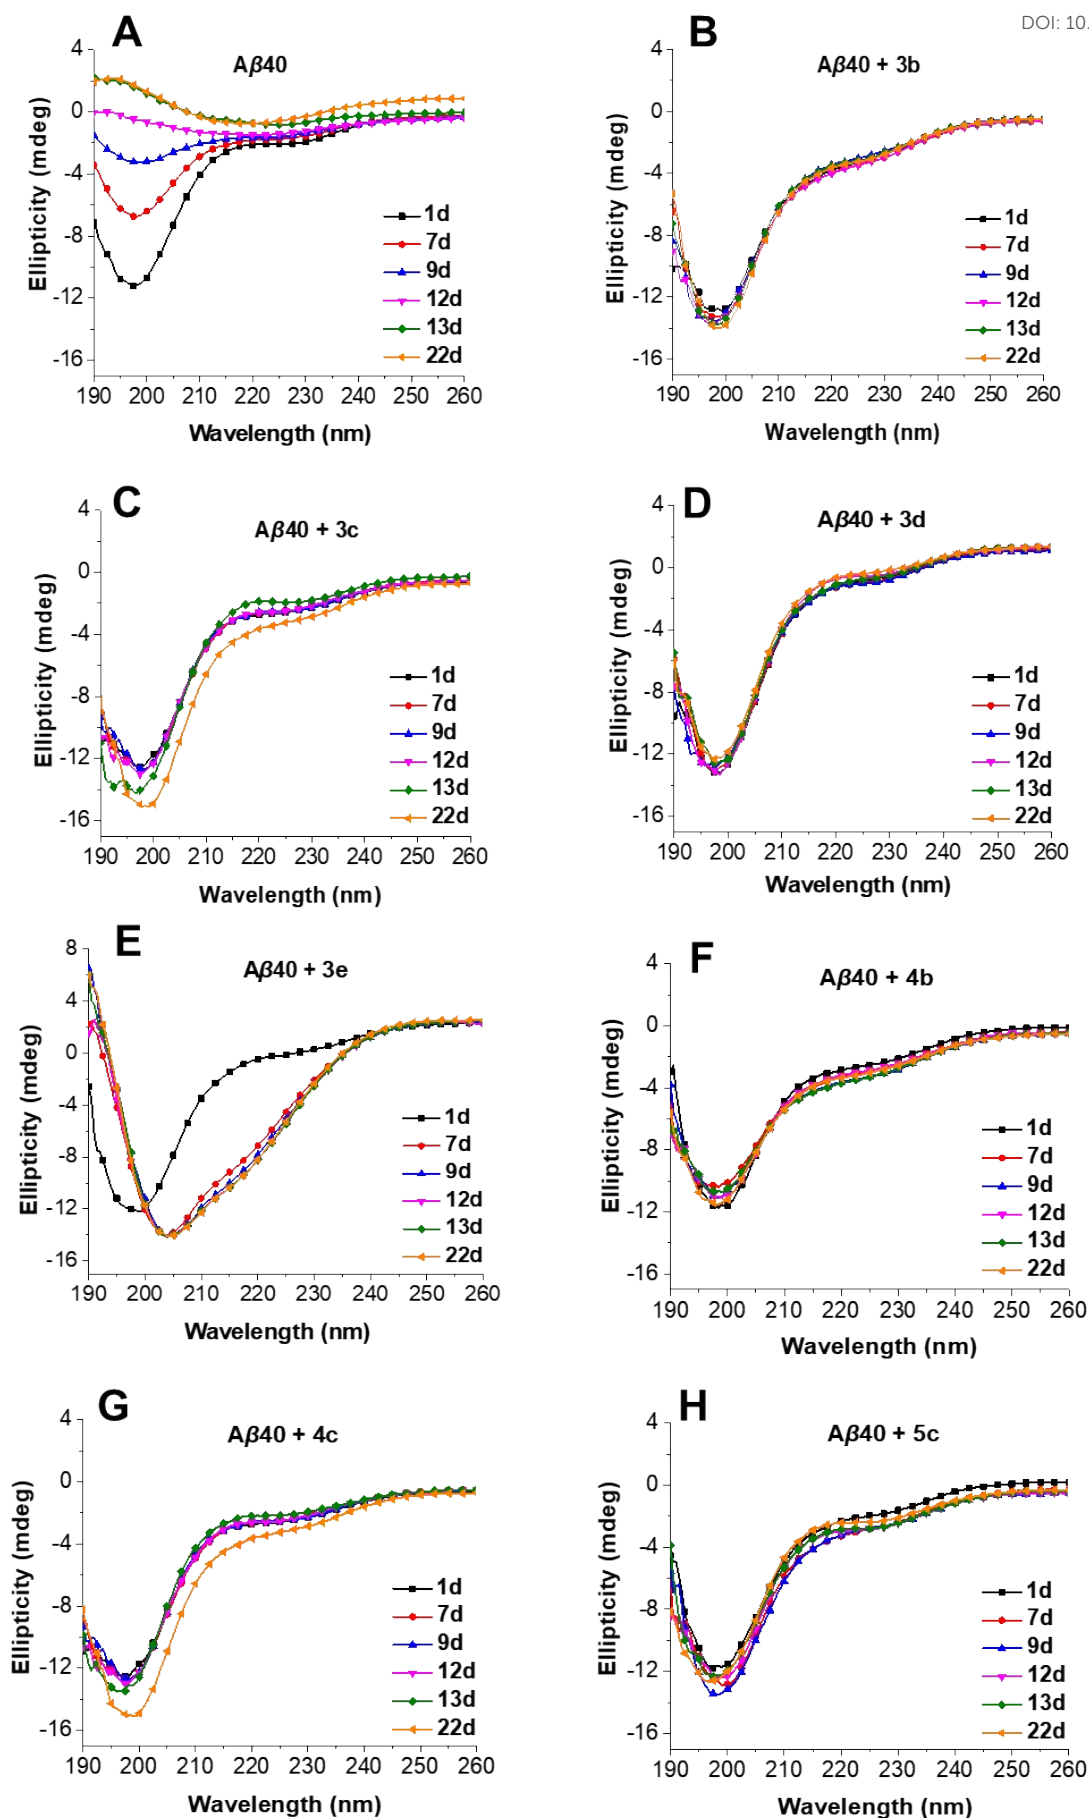 DOI: 10.
A
Aβ40
4
0
-4
-8
-12
-16
Ellipticity (mdeg)
1d
7d
9d
12d
13d
22d
190 200 210 220 230 240 250 260
Wavelength (nm)
B
Aβ40 + 3b
4
0
-4
-8
-12
-16
Ellipticity (mdeg)
1d
7d
9d
12d
13d
22d
190 200 210 220 230 240 250 260
Wavelength (nm)
C
Aβ40 + 3c
4
0
-4
-8
-12
-16
Ellipticity (mdeg)
1d
7d
9d
12d
13d
22d
190 200 210 220 230 240 250 260
Wavelength (nm)
D
Aβ40 + 3d
4
0
-4
-8
-12
-16
Ellipticity (mdeg)
1d
7d
9d
12d
13d
22d
190 200 210 220 230 240 250 260
Wavelength (nm)
E
Aβ40 + 3e
8
4
0
-4
-8
-12
-16
Ellipticity (mdeg)
1d
7d
9d
12d
13d
22d
190 200 210 220 230 240 250 260
Wavelength (nm)
F
Aβ40 + 4b
4
0
-4
-8
-12
-16
Ellipticity (mdeg)
1d
7d
9d
12d
13d
22d
190 200 210 220 230 240 250 260
Wavelength (nm)
G
Aβ40 + 4c
4
0
-4
-8
-12
-16
Ellipticity (mdeg)
1d
7d
9d
12d
13d
22d
190 200 210 220 230 240 250 260
Wavelength (nm)
H
Aβ40 + 5c
4
0
-4
-8
-12
-16
Ellipticity (mdeg)
1d
7d
9d
12d
13d
22d
190 200 210 220 230 240 250 260
Wavelength (nm)